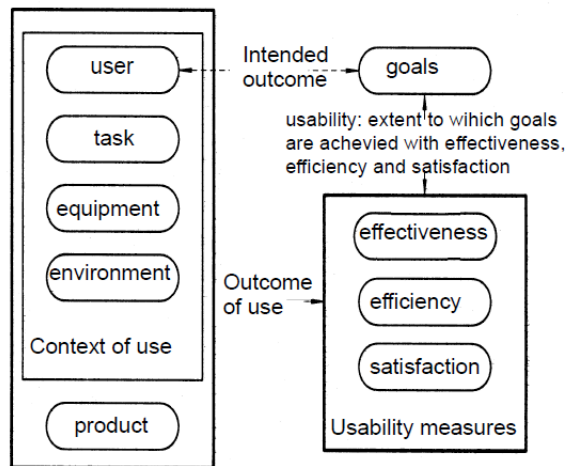 user
task
equipment
environment
Context of use
product
Intended
outcome
goals
usability: extent to wihich goals
are achevied with effectiveness,
efficiency and satisfaction
Outcome
of use
effectiveness
efficiency
satisfaction
Usability measures